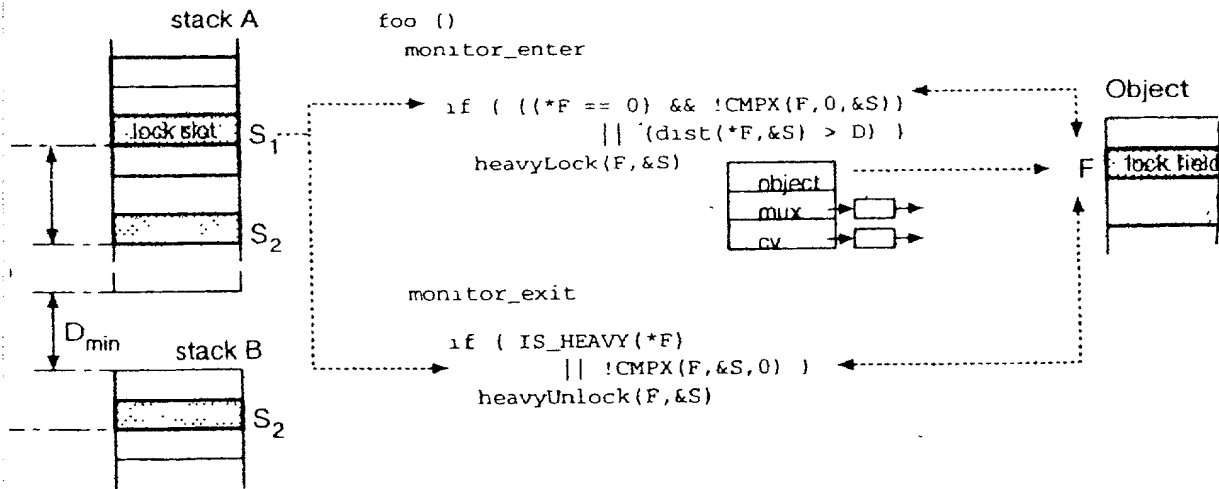 stack A
foo ()
monitor_enter
if ( ((*F == 0) && !CMPX(F,0,&S))
|| (dist(*F,&S) > D) )
heavyLock(F,&S)
Object
lock slot
S1
F
lock field
object
mux
cv
S2
monitor_exit
Dmin
if ( IS_HEAVY(*F)
|| !CMPX(F,&S,0) )
heavyUnlock(F,&S)
stack B
S2